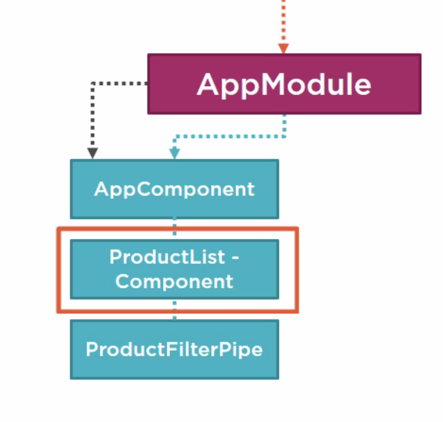 AppModule
AppComponent
ProductList -
Component
ProductFilterPipe